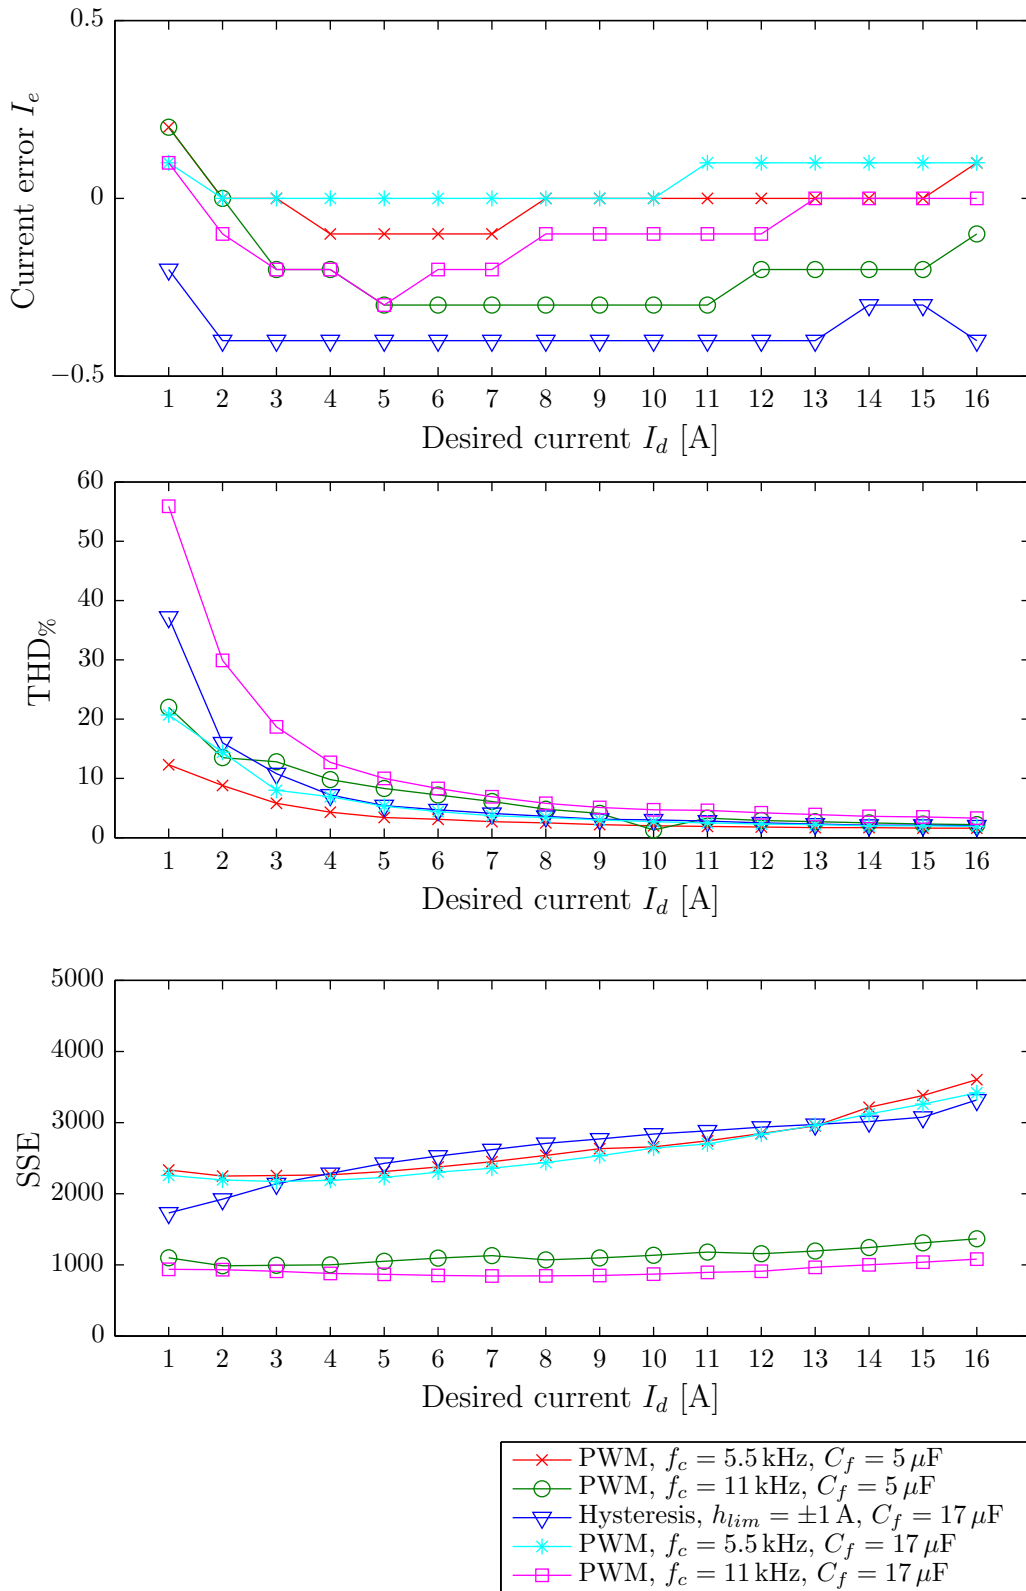 0.5
0
−0.5
Current error I_e
1 2 3 4 5 6 7 8 9 10 11 12 13 14 15 16
Desired current I_d [A]
60
50
40
30
20
10
0
THD%
1 2 3 4 5 6 7 8 9 10 11 12 13 14 15 16
Desired current I_d [A]
5000
4000
3000
2000
1000
0
SSE
1 2 3 4 5 6 7 8 9 10 11 12 13 14 15 16
Desired current I_d [A]
PWM, f_c = 5.5 kHz, C_f = 5 μF
PWM, f_c = 11 kHz, C_f = 5 μF
Hysteresis, h_lim = ±1 A, C_f = 17 μF
PWM, f_c = 5.5 kHz, C_f = 17 μF
PWM, f_c = 11 kHz, C_f = 17 μF